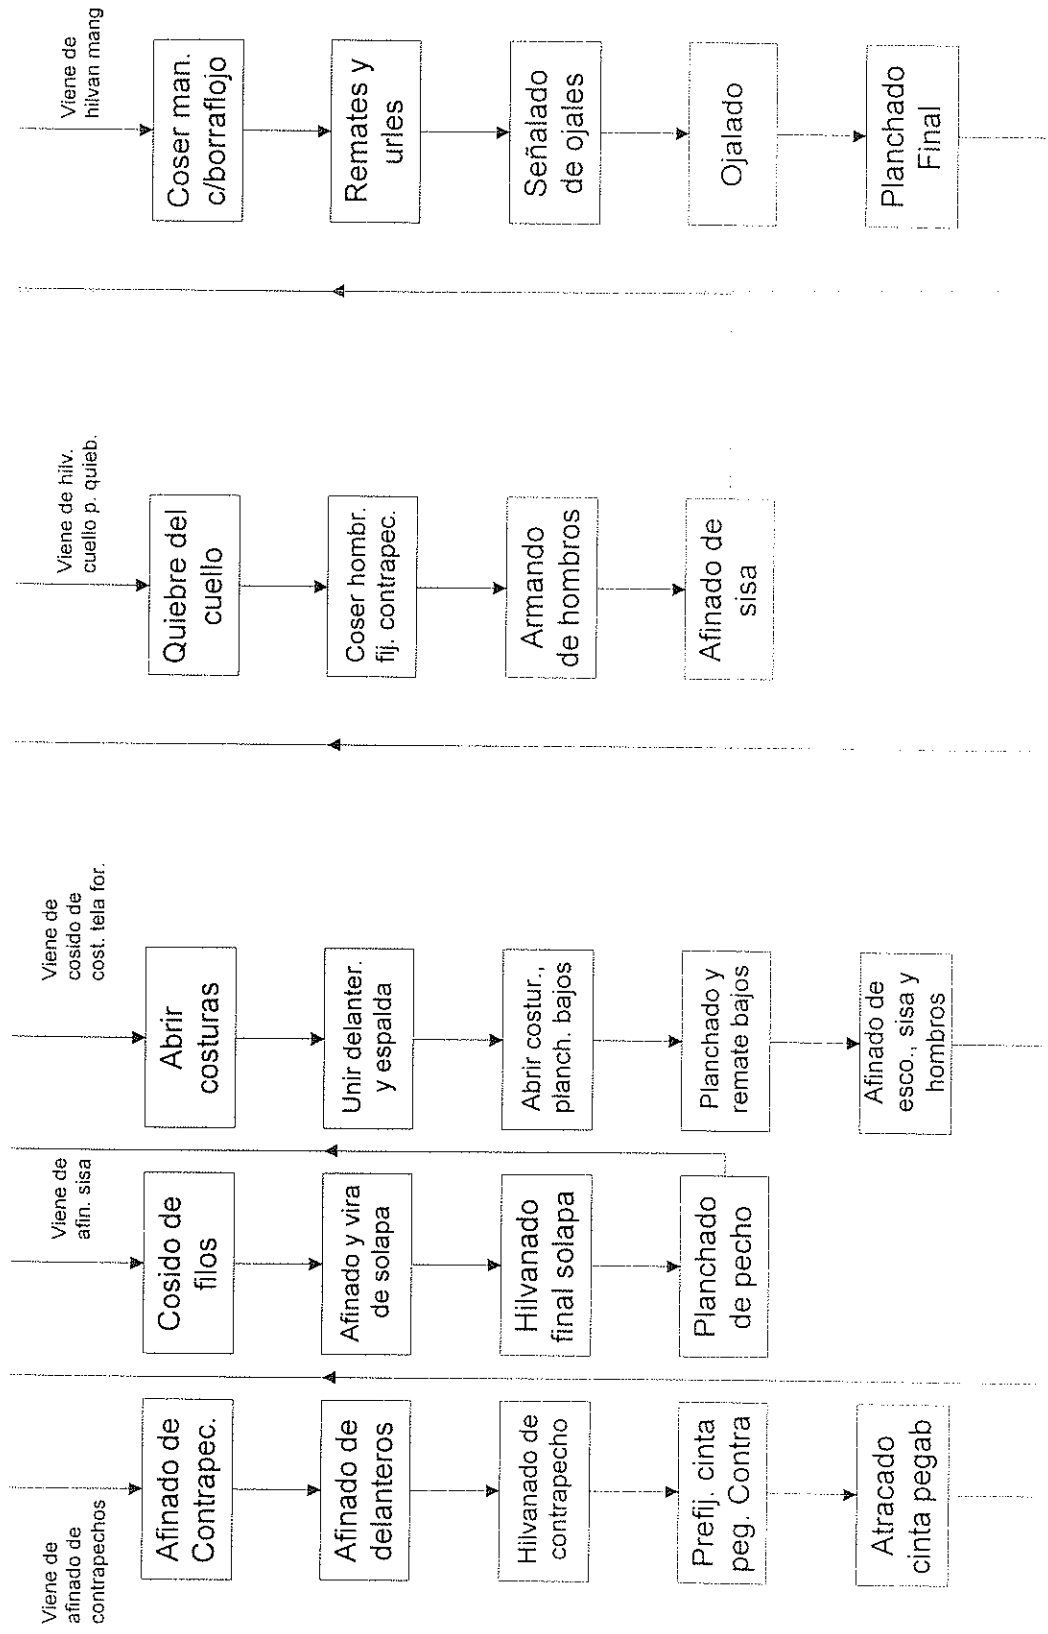 Viene de
afinado de
contrapechos
Afinado de
Contrapec.
Afinado de
delanteros
Hilvanado de
contrapecho
Prefij. cinta
peg. Contra
Atracado
cinta pegab
Viene de
afin. sisa
Cosido de
filos
Afinado y vira
de solapa
Hilvanado
final solapa
Planchado
de pecho
Viene de
cosido de
cost. tela for.
Abrir
costuras
Unir delanter.
y espalda
Abrir costur.,
planch. bajos
Planchado y
remate bajos
Afinado de
esco., sisa y
hombros
Viene de hilv.
cuello p. quieb.
Quiebre del
cuello
Coser hombr.
fij. contrapec.
Armando
de hombros
Afinado de
sisa
Viene de
hilvan mang
Coser man.
c/borraflojo
Remates y
urles
Señalado
de ojales
Ojalado
Planchado
Final